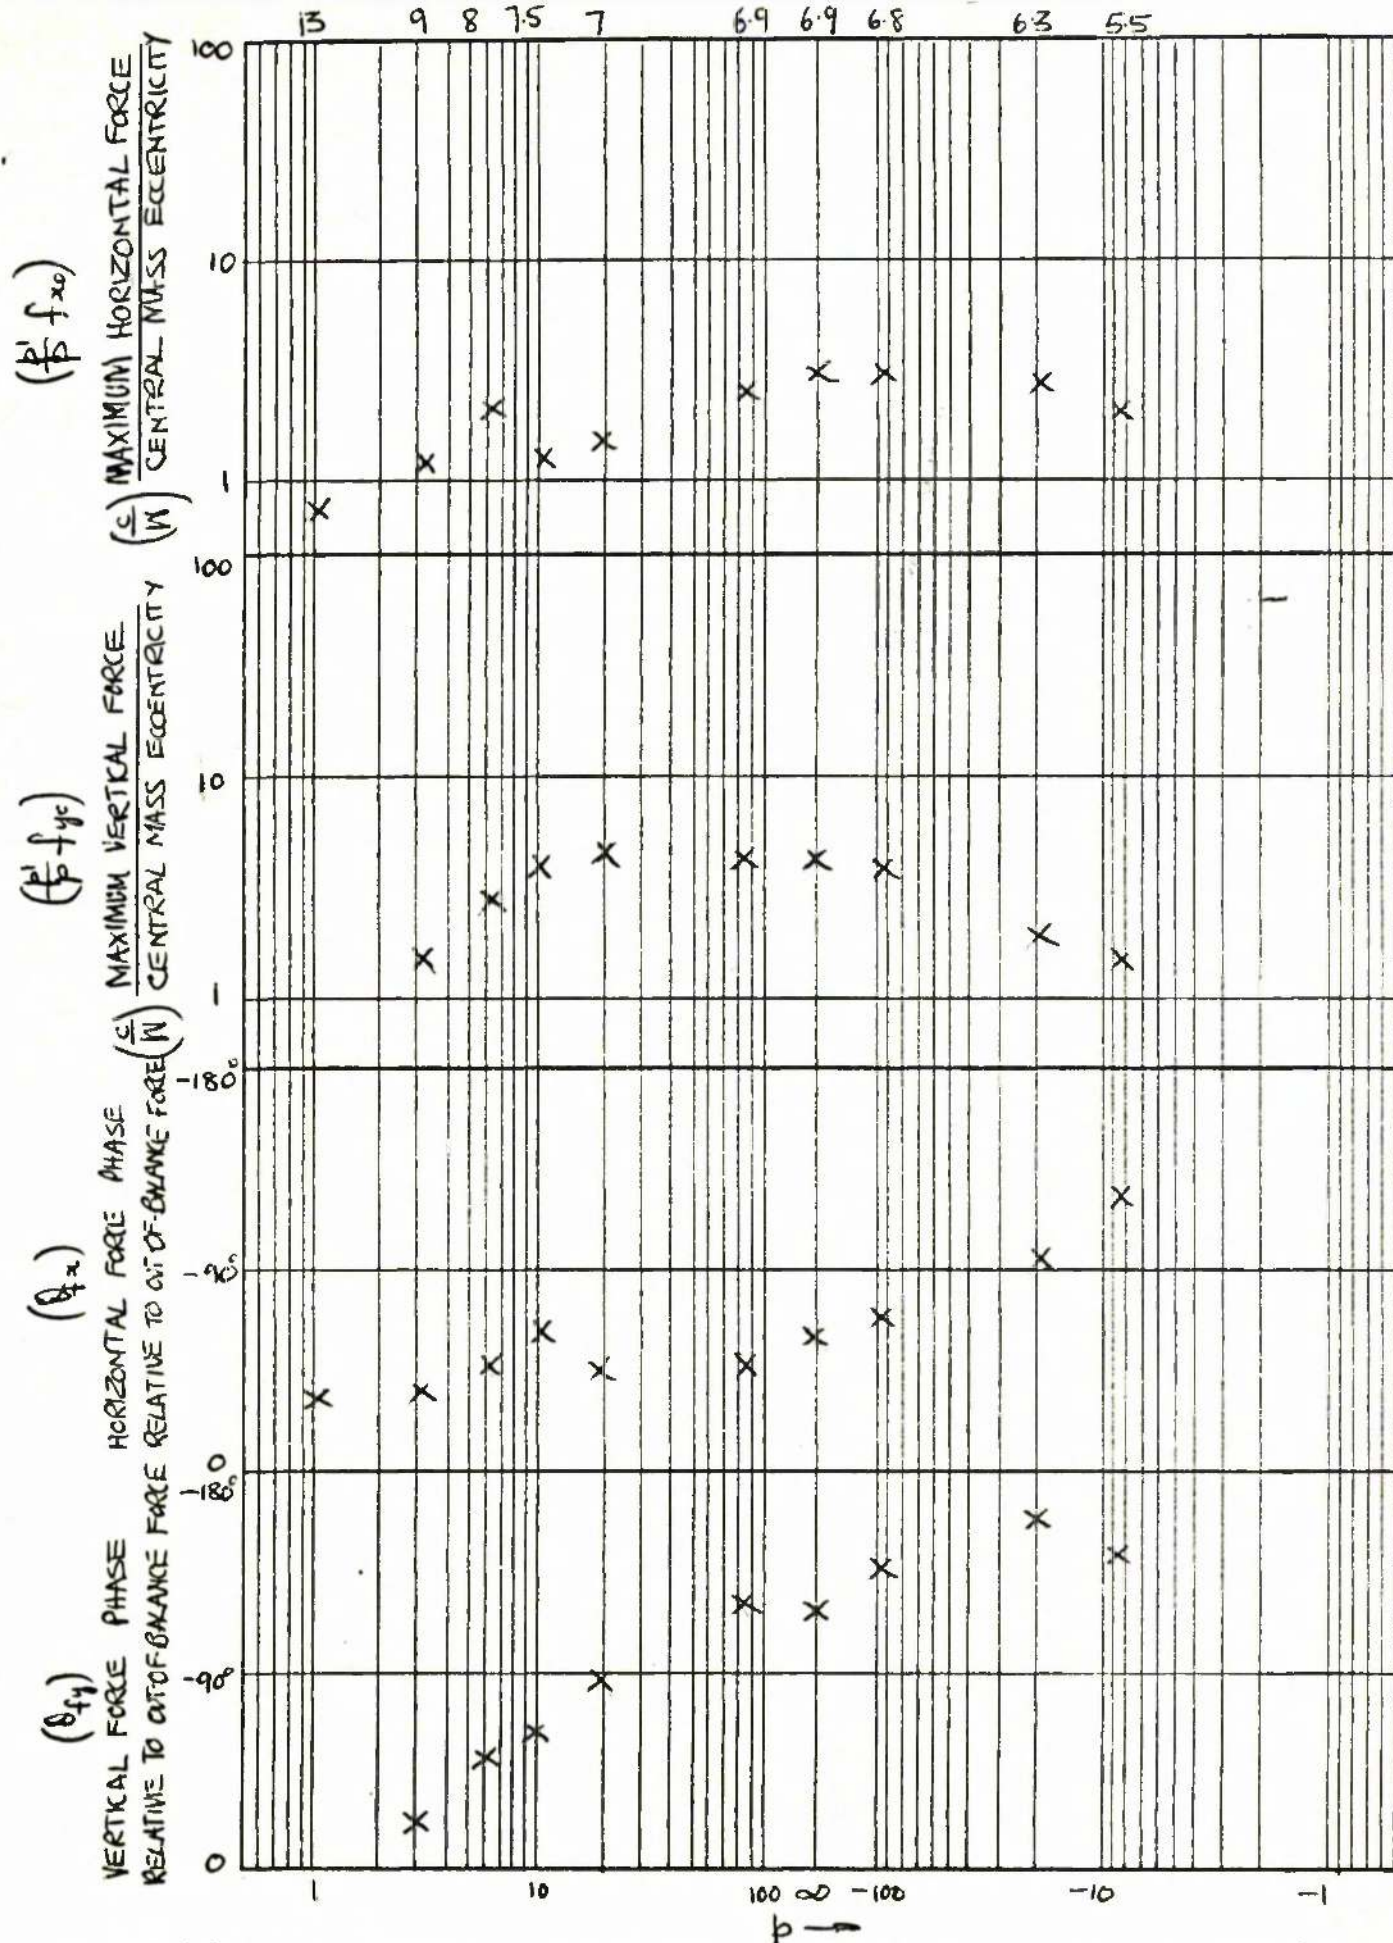 13 9 8 7.5 7 6.9 6.9 6.8 6.3 5.5
100
10
1
100
10
1
-180°
-90°
0
-180°
-90°
0
1 10 100 ∞ -100 -10 -1
p →
(p'/p f_xo)
(c/W) MAXIMUM HORIZONTAL FORCE
CENTRAL MASS ECCENTRICITY
(p'/p f_yo)
(c/W) MAXIMUM VERTICAL FORCE
CENTRAL MASS ECCENTRICITY
(θ_fx)
HORIZONTAL FORCE PHASE
RELATIVE TO OUT-OF-BALANCE FORCE
(θ_fy)
VERTICAL FORCE PHASE
RELATIVE TO OUT OF BALANCE FORCE